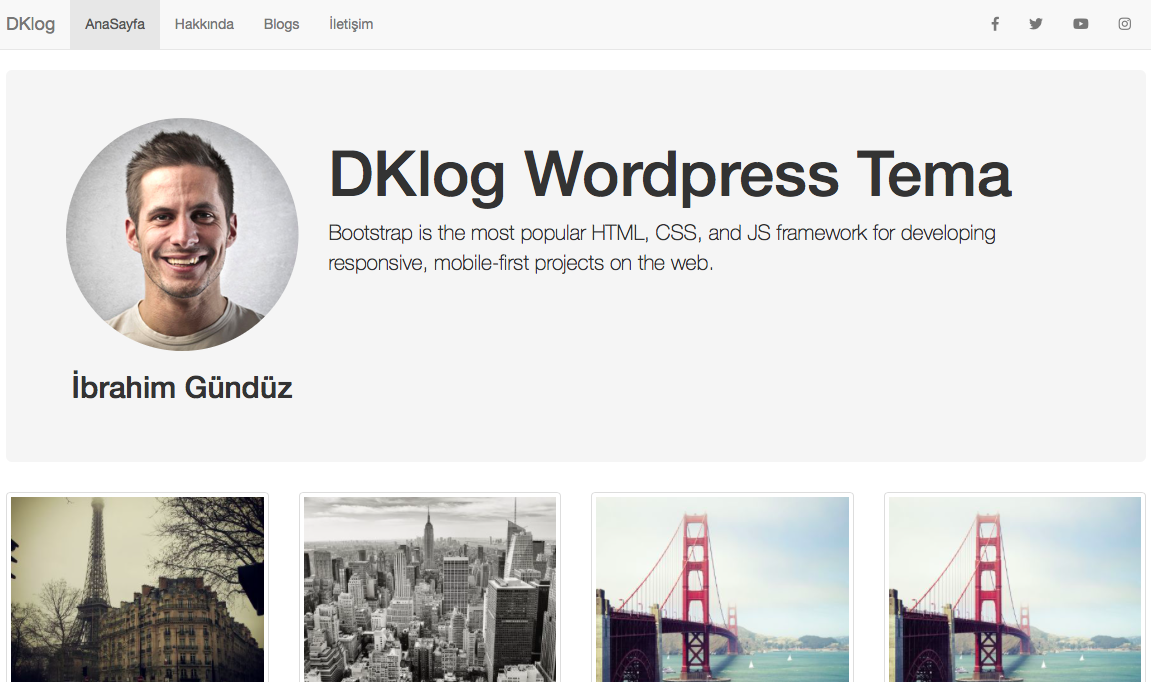 DKlog AnaSayfa Hakkında Blogs İletişim
DKlog Wordpress Tema
Bootstrap is the most popular HTML, CSS, and JS framework for developing
responsive, mobile-first projects on the web.
İbrahim Gündüz